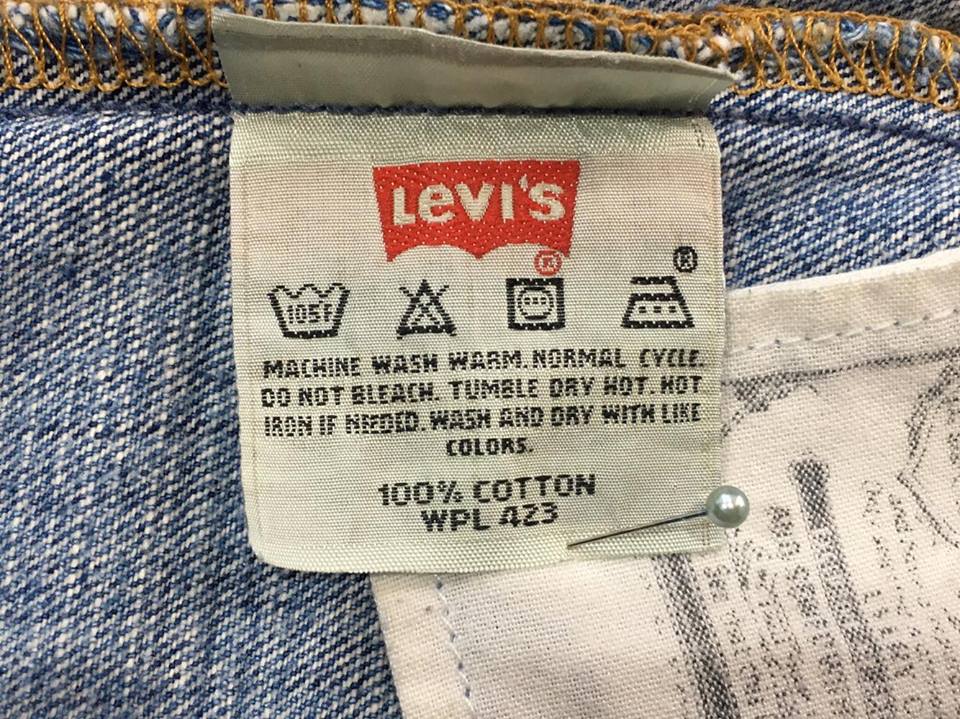 Levi's
®
®
105F
MACHINE WASH WARM. NORMAL CYCLE.
DO NOT BLEACH. TUMBLE DRY HOT. HOT
IRON IF NEEDED. WASH AND DRY WITH LIKE
COLORS.
100% COTTON
WPL 423